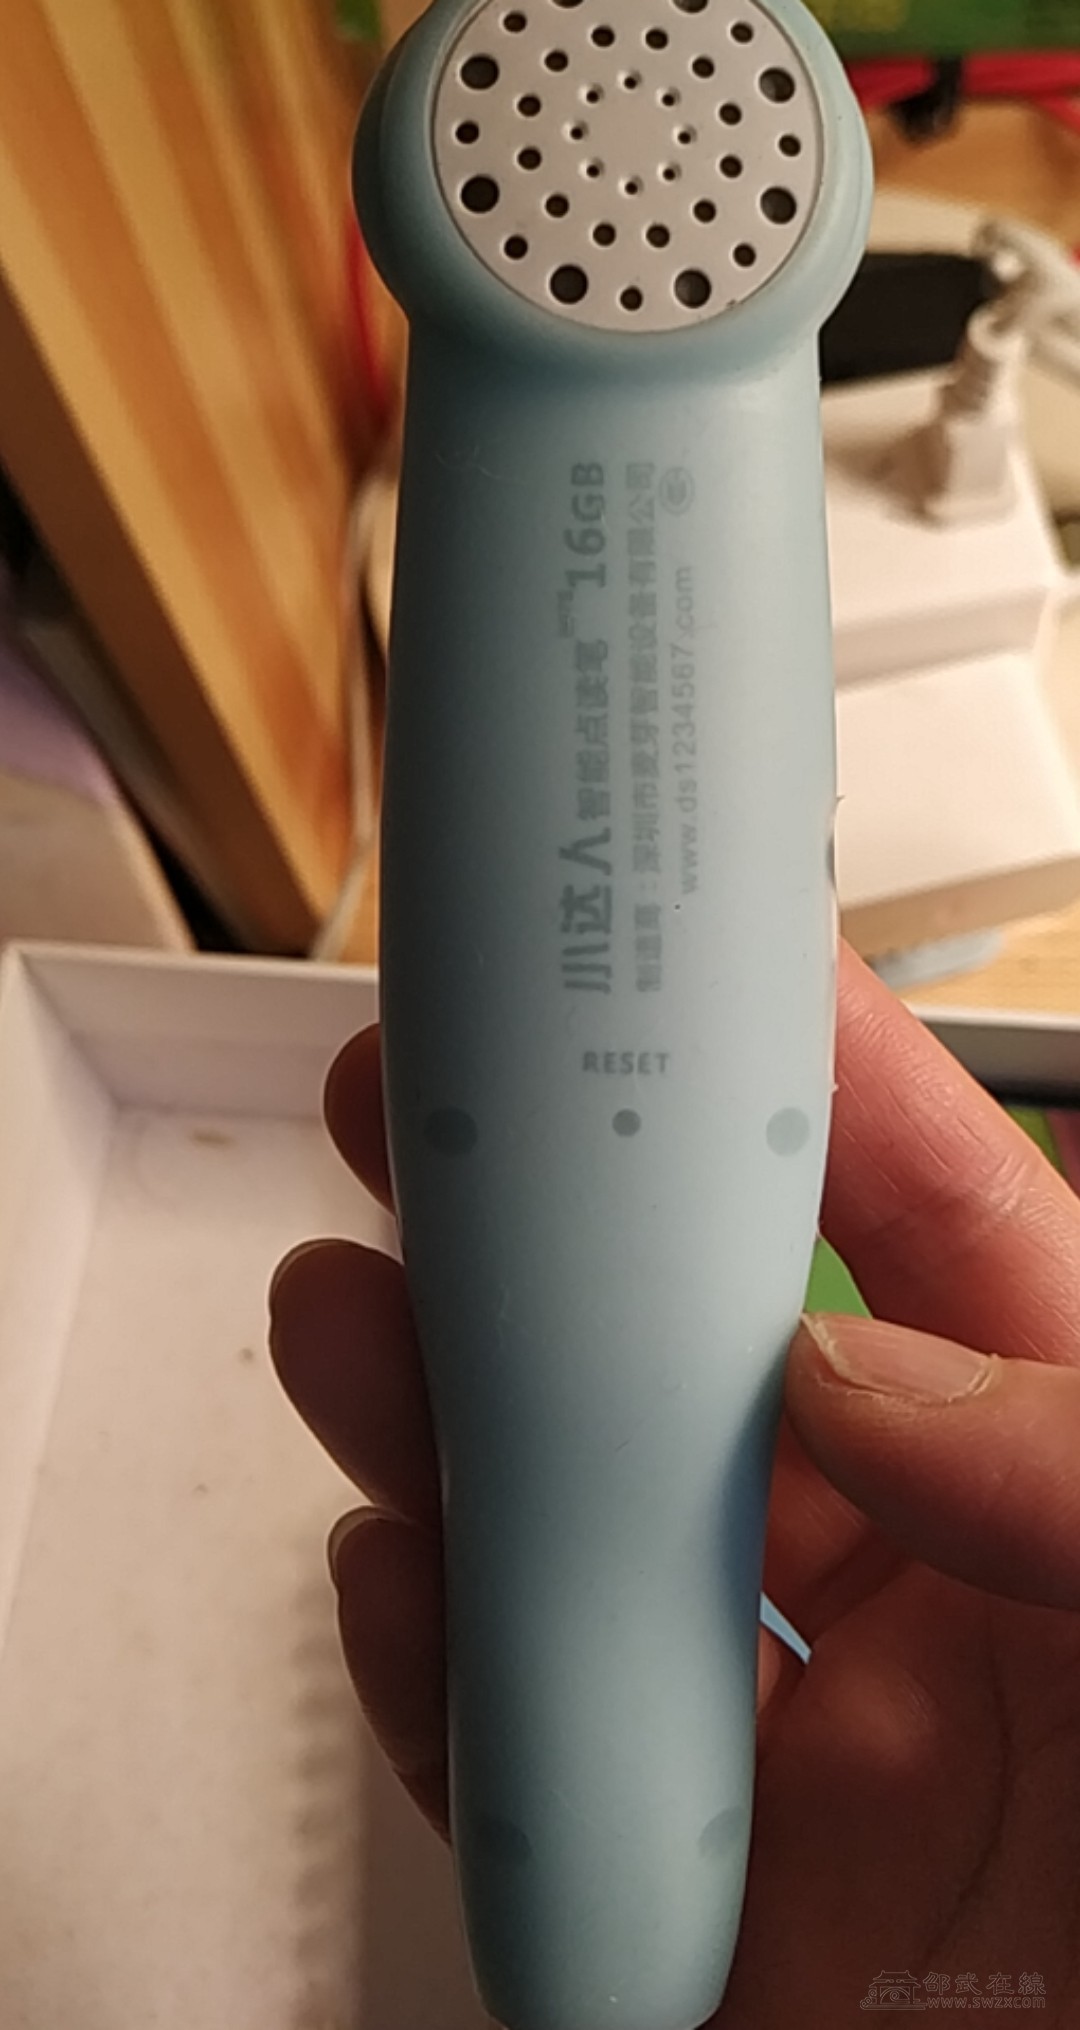 小达人智能点读笔 16GB
制造商：深圳市麦芽智能设备有限公司
www.ds1234567.com
RESET
邵武在線
www.swzx.com